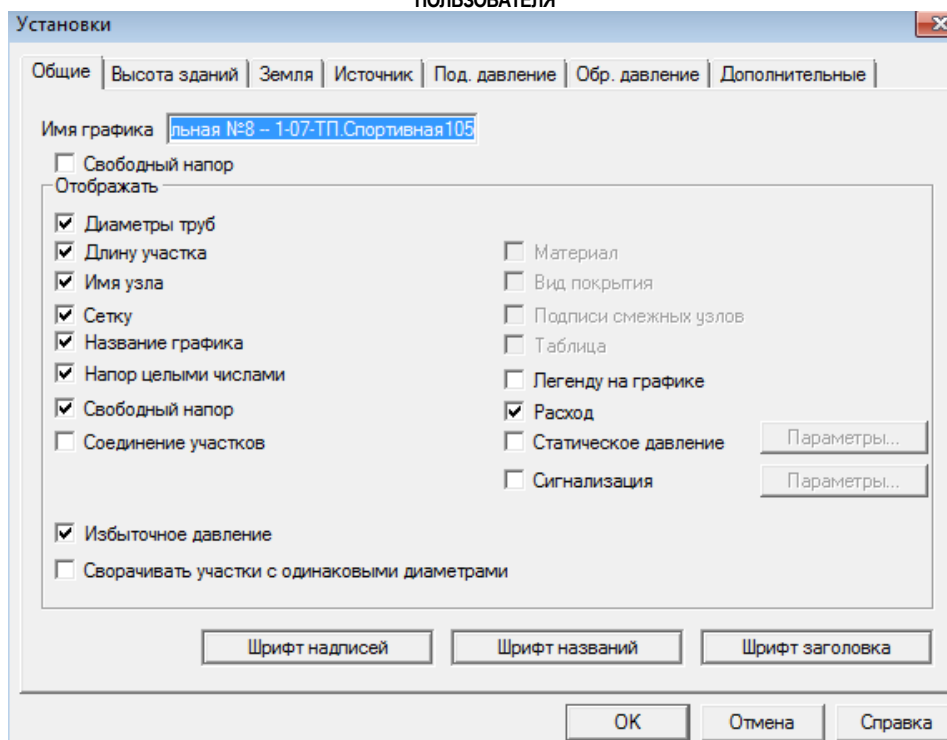 ПОЛЬЗОВАТЕЛЯ
Установки
Общие Высота зданий Земля Источник Под. давление Обр. давление Дополнительные
Имя графика льная №8 – 1-07-ТП.Спортивная105
Свободный напор
Отображать
Диаметры труб
Длину участка Материал
Имя узла Вид покрытия
Сетку Подписи смежных узлов
Название графика Таблица
Напор целыми числами Легенду на графике
Свободный напор Расход
Соединение участков Статическое давление Параметры...
Сигнализация Параметры...
Избыточное давление
Сворачивать участки с одинаковыми диаметрами
Шрифт надписей Шрифт названий Шрифт заголовка
OK Отмена Справка